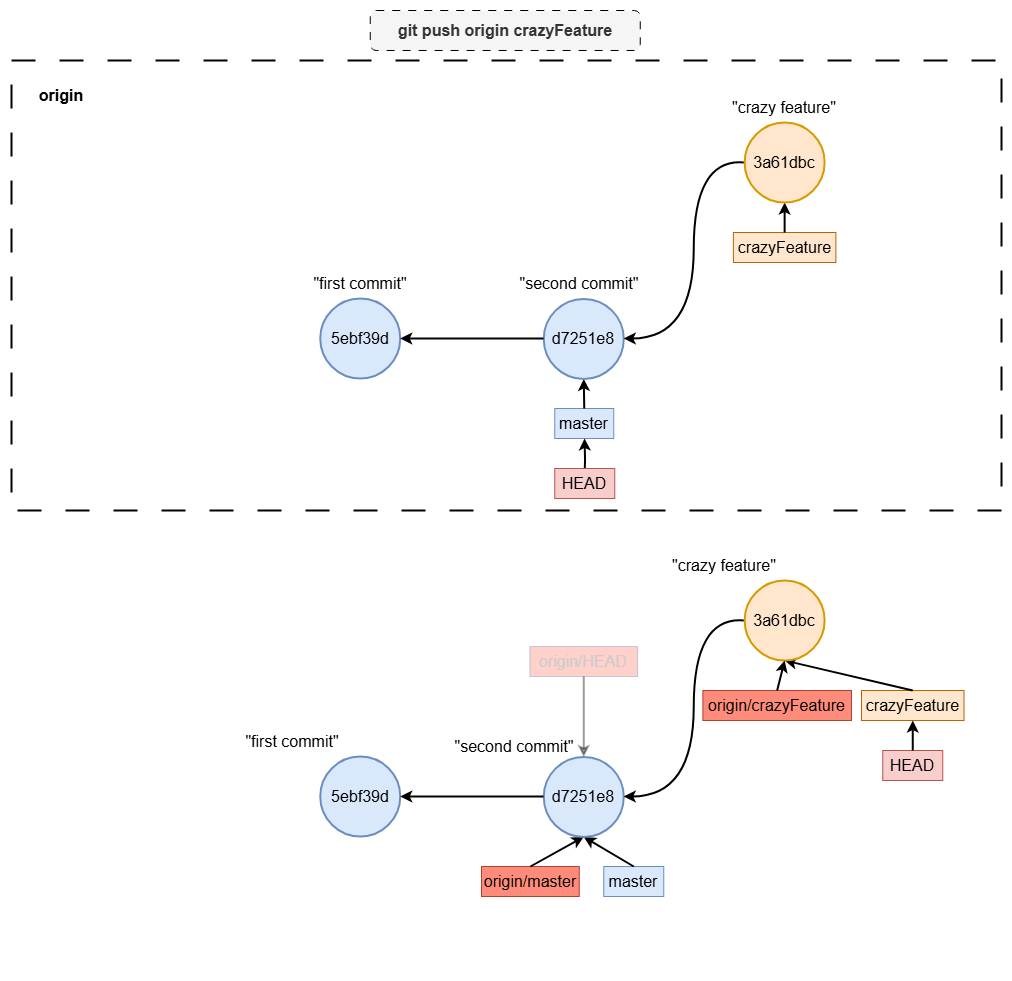 git push origin crazyFeature
origin
"crazy feature"
3a61dbc
crazyFeature
"first commit"
"second commit"
5ebf39d
d7251e8
master
HEAD
"crazy feature"
3a61dbc
origin/HEAD
origin/crazyFeature
crazyFeature
"first commit"
"second commit"
HEAD
5ebf39d
d7251e8
origin/master
master